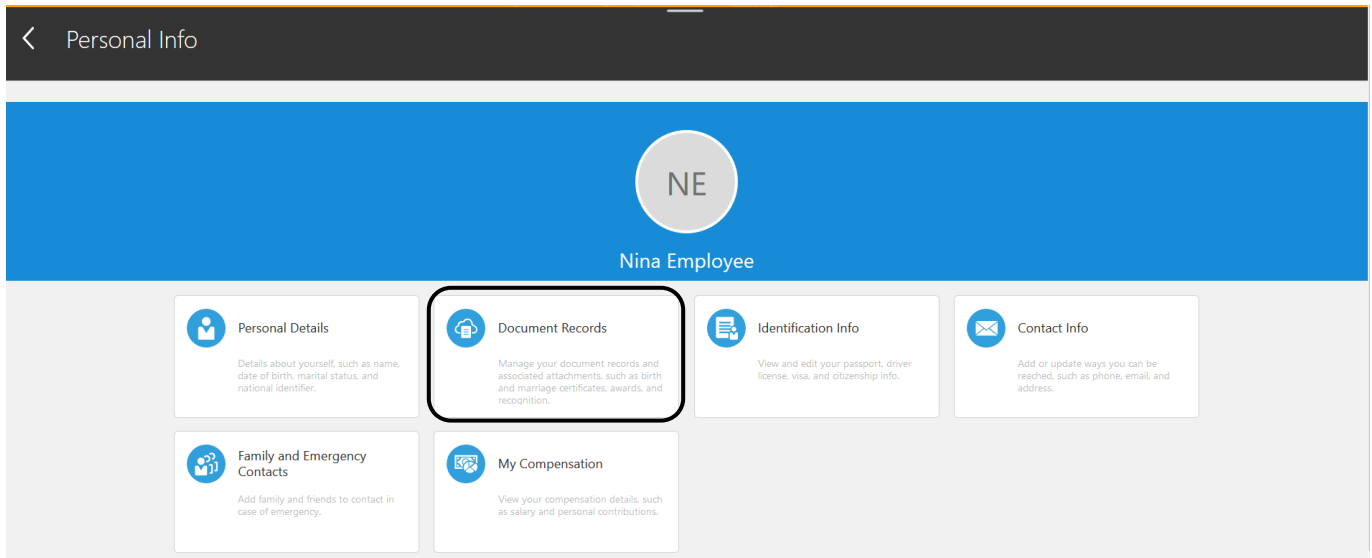 Personal Info
NE
Nina Employee
Personal Details
Details about yourself, such as name,
date of birth, marital status, and
national identifier.
Document Records
Manage your document records and
associated attachments, such as birth
and marriage certificates, awards, and
recognition.
Identification Info
View and edit your passport, driver
license, visa, and citizenship info.
Contact Info
Add or update ways you can be
reached, such as phone, email, and
address.
Family and Emergency
Contacts
Add family and friends to contact in
case of emergency.
My Compensation
View your compensation details, such
as salary and personal contributions.